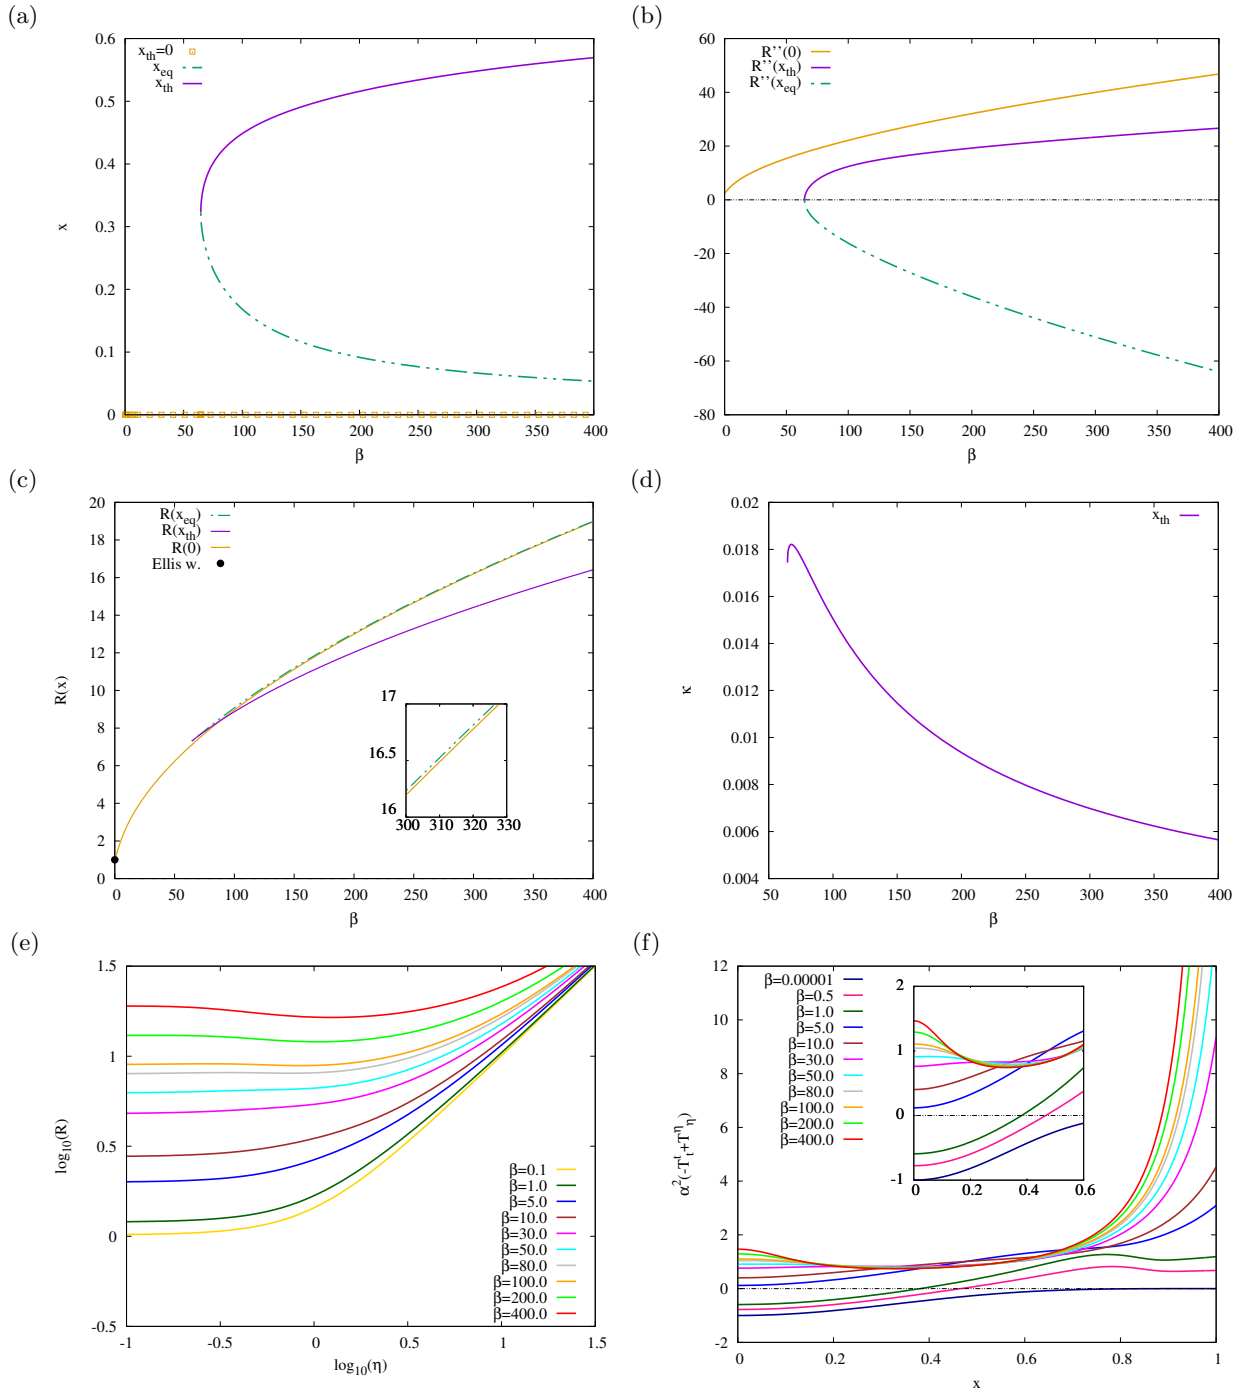 (a)
0.6
0.5
0.4
0.3
0.2
0.1
0
x
x_th=0
x_eq
x_th
0 50 100 150 200 250 300 350 400
β
(b)
60
40
20
0
-20
-40
-60
-80
R''(0)
R''(x_th)
R''(x_eq)
0 50 100 150 200 250 300 350 400
β
(c)
20
18
16
14
12
10
8
6
4
2
0
R(x)
R(x_eq)
R(x_th)
R(0)
Ellis w.
17
16.5
16
300 310 320 330
0 50 100 150 200 250 300 350 400
β
(d)
0.02
0.018
0.016
0.014
0.012
0.01
0.008
0.006
0.004
κ
x_th
50 100 150 200 250 300 350 400
β
(e)
1.5
1
0.5
0
-0.5
log₁₀(R)
β=0.1
β=1.0
β=5.0
β=10.0
β=30.0
β=50.0
β=80.0
β=100.0
β=200.0
β=400.0
-1 -0.5 0 0.5 1 1.5
log₁₀(η)
(f)
12
10
8
6
4
2
0
-2
α²(-T^t_t+T^η_η)
β=0.00001
β=0.5
β=1.0
β=5.0
β=10.0
β=30.0
β=50.0
β=80.0
β=100.0
β=200.0
β=400.0
2
1
0
-1
0 0.2 0.4 0.6
0 0.2 0.4 0.6 0.8 1
x